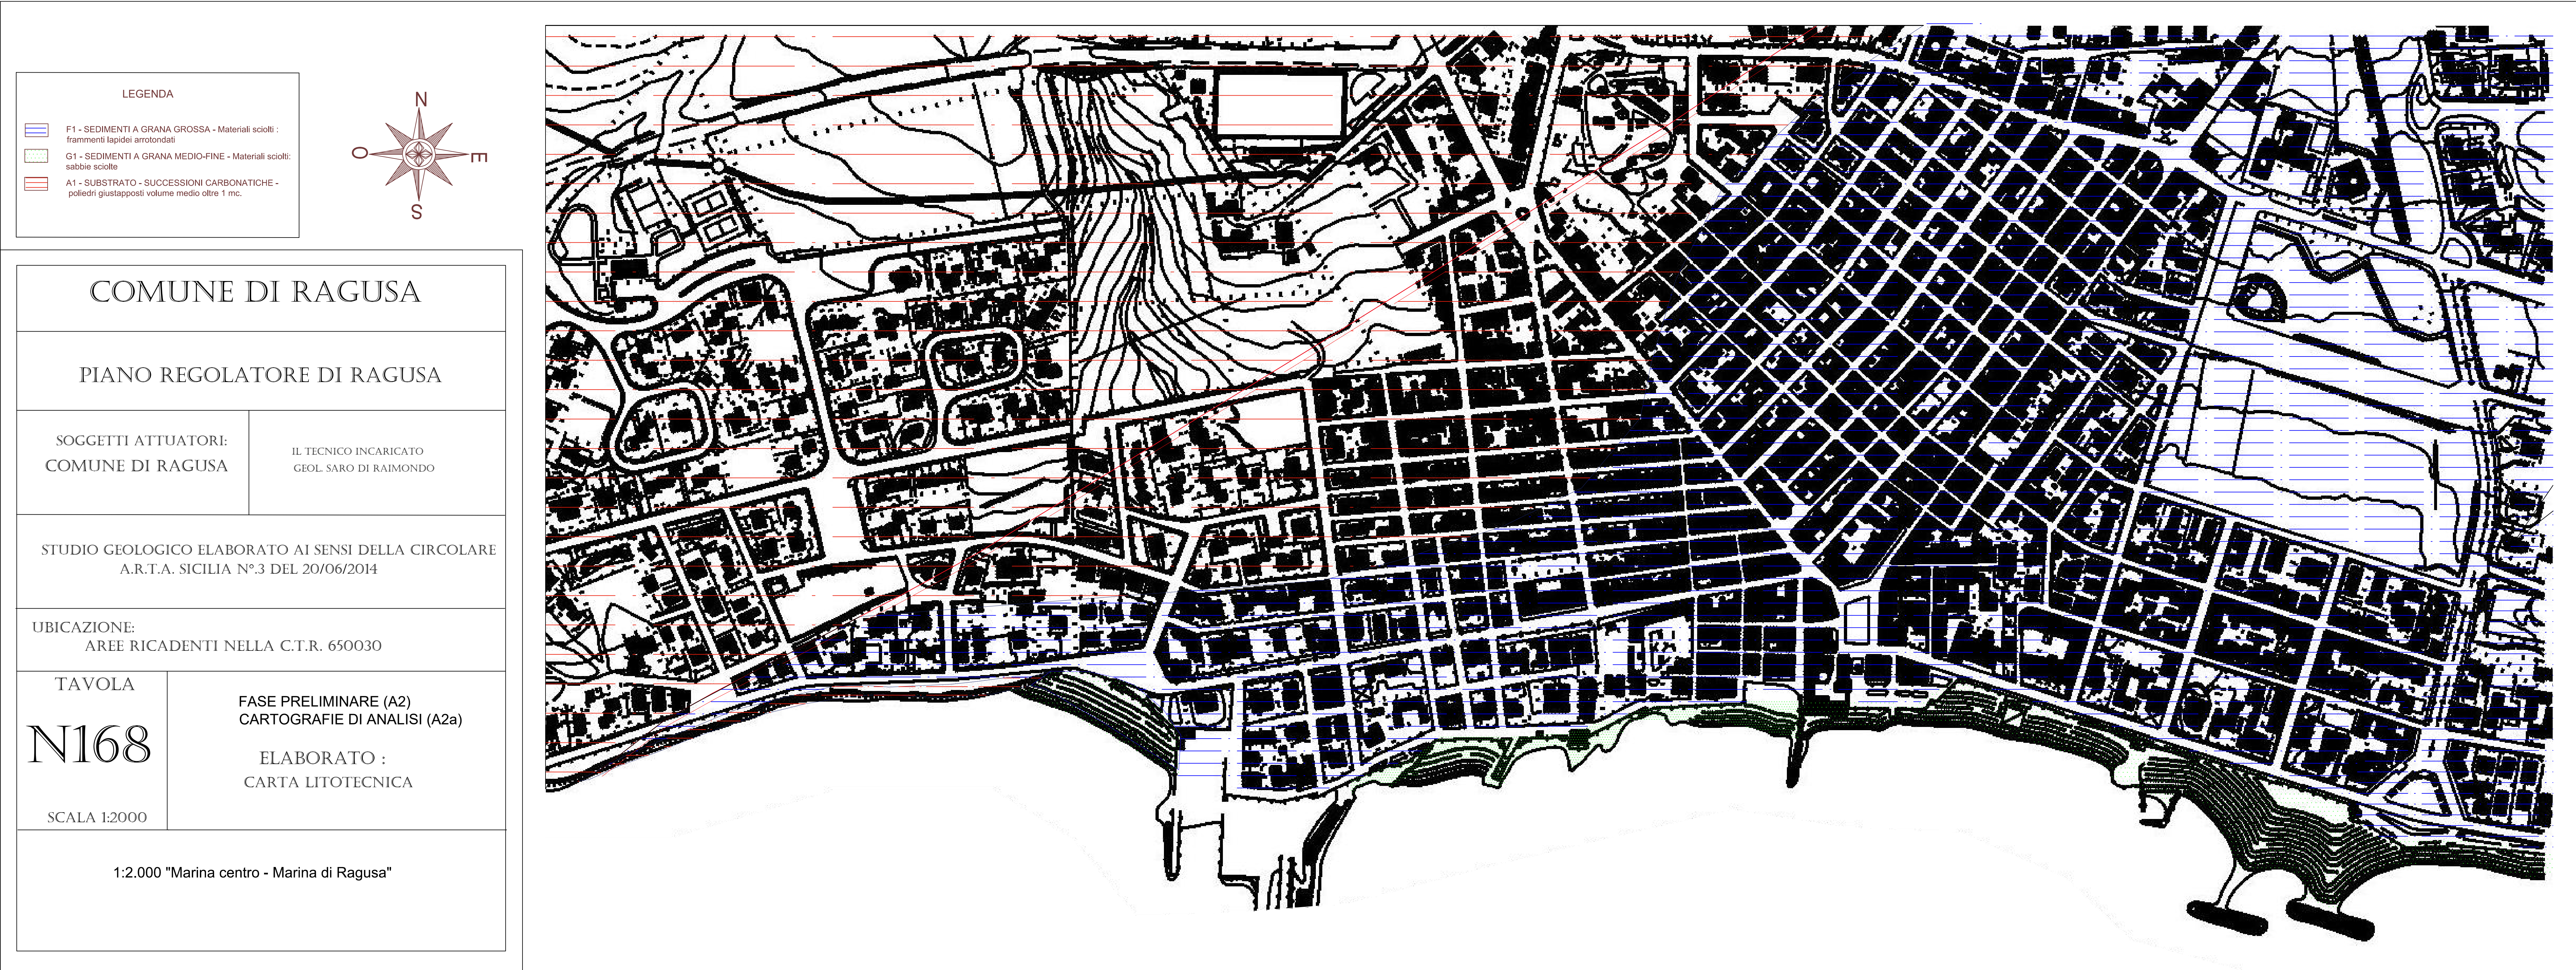 LEGENDA
F1 - SEDIMENTI A GRANA GROSSA - Materiali sciolti :
frammenti lapidei arrotondati
G1 - SEDIMENTI A GRANA MEDIO-FINE - Materiali sciolti:
sabbie sciolte
A1 - SUBSTRATO - SUCCESSIONI CARBONATICHE -
poliedri giustapposti volume medio oltre 1 mc.
N
O
E
S
COMUNE DI RAGUSA
PIANO REGOLATORE DI RAGUSA
SOGGETTI ATTUATORI:
COMUNE DI RAGUSA
IL TECNICO INCARICATO
GEOL. SARO DI RAIMONDO
STUDIO GEOLOGICO ELABORATO AI SENSI DELLA CIRCOLARE
A.R.T.A. SICILIA N°.3 DEL 20/06/2014
UBICAZIONE:
AREE RICADENTI NELLA C.T.R. 650030
TAVOLA
N168
SCALA 1:2000
FASE PRELIMINARE (A2)
CARTOGRAFIE DI ANALISI (A2a)
ELABORATO :
CARTA LITOTECNICA
1:2.000 "Marina centro - Marina di Ragusa"